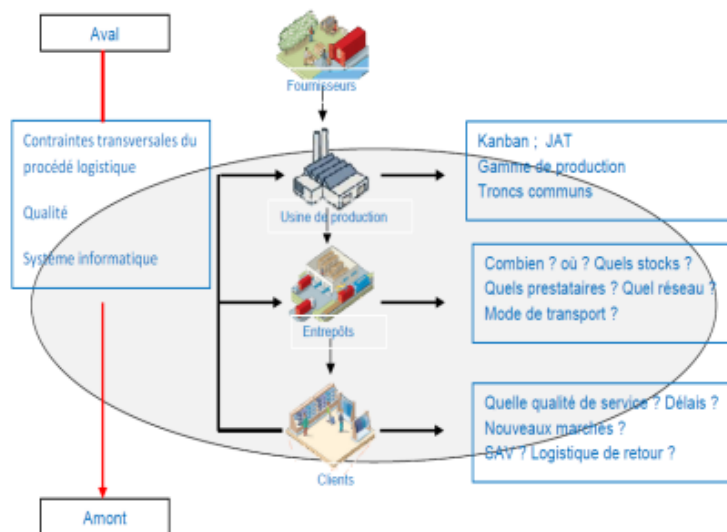 Aval
Fournisseurs
Contraintes transversales du
procédé logistique
Qualité
Système informatique
Kanban ; JAT
Gamme de production
Troncs communs
Usine de production
Combien ? où ? Quels stocks ?
Quels prestataires ? Quel réseau ?
Mode de transport ?
Entrepôts
Quelle qualité de service ? Délais ?
Nouveaux marchés ?
SAV ? Logistique de retour ?
Clients
Amont